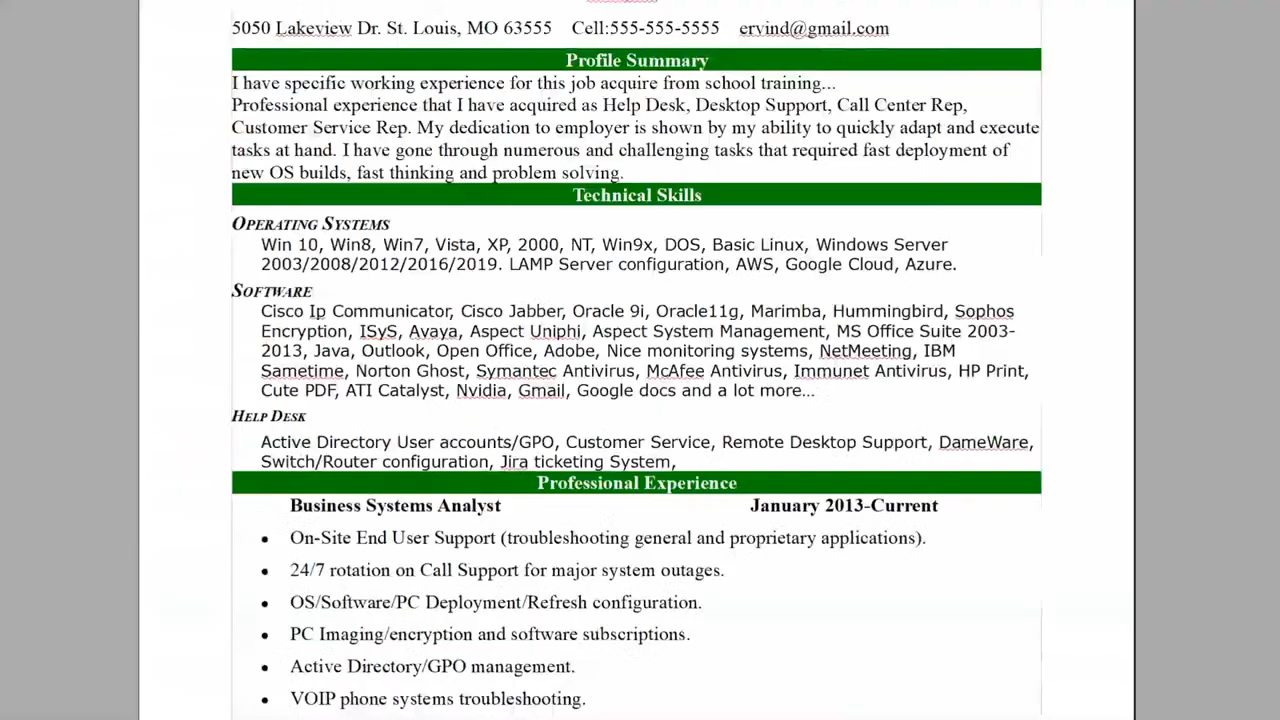 5050 Lakeview Dr. St. Louis, MO 63555 Cell:555-555-5555 ervind@gmail.com
Profile Summary
I have specific working experience for this job acquire from school training...
Professional experience that I have acquired as Help Desk, Desktop Support, Call Center Rep,
Customer Service Rep. My dedication to employer is shown by my ability to quickly adapt and execute
tasks at hand. I have gone through numerous and challenging tasks that required fast deployment of
new OS builds, fast thinking and problem solving.
Technical Skills
OPERATING SYSTEMS
Win 10, Win8, Win7, Vista, XP, 2000, NT, Win9x, DOS, Basic Linux, Windows Server
2003/2008/2012/2016/2019. LAMP Server configuration, AWS, Google Cloud, Azure.
SOFTWARE
Cisco Ip Communicator, Cisco Jabber, Oracle 9i, Oracle11g, Marimba, Hummingbird, Sophos
Encryption, ISyS, Avaya, Aspect Uniphi, Aspect System Management, MS Office Suite 2003-
2013, Java, Outlook, Open Office, Adobe, Nice monitoring systems, NetMeeting, IBM
Sametime, Norton Ghost, Symantec Antivirus, McAfee Antivirus, Immunet Antivirus, HP Print,
Cute PDF, ATI Catalyst, Nvidia, Gmail, Google docs and a lot more...
HELP DESK
Active Directory User accounts/GPO, Customer Service, Remote Desktop Support, DameWare,
Switch/Router configuration, Jira ticketing System,
Professional Experience
Business Systems Analyst January 2013-Current
• On-Site End User Support (troubleshooting general and proprietary applications).
• 24/7 rotation on Call Support for major system outages.
• OS/Software/PC Deployment/Refresh configuration.
• PC Imaging/encryption and software subscriptions.
• Active Directory/GPO management.
• VOIP phone systems troubleshooting.